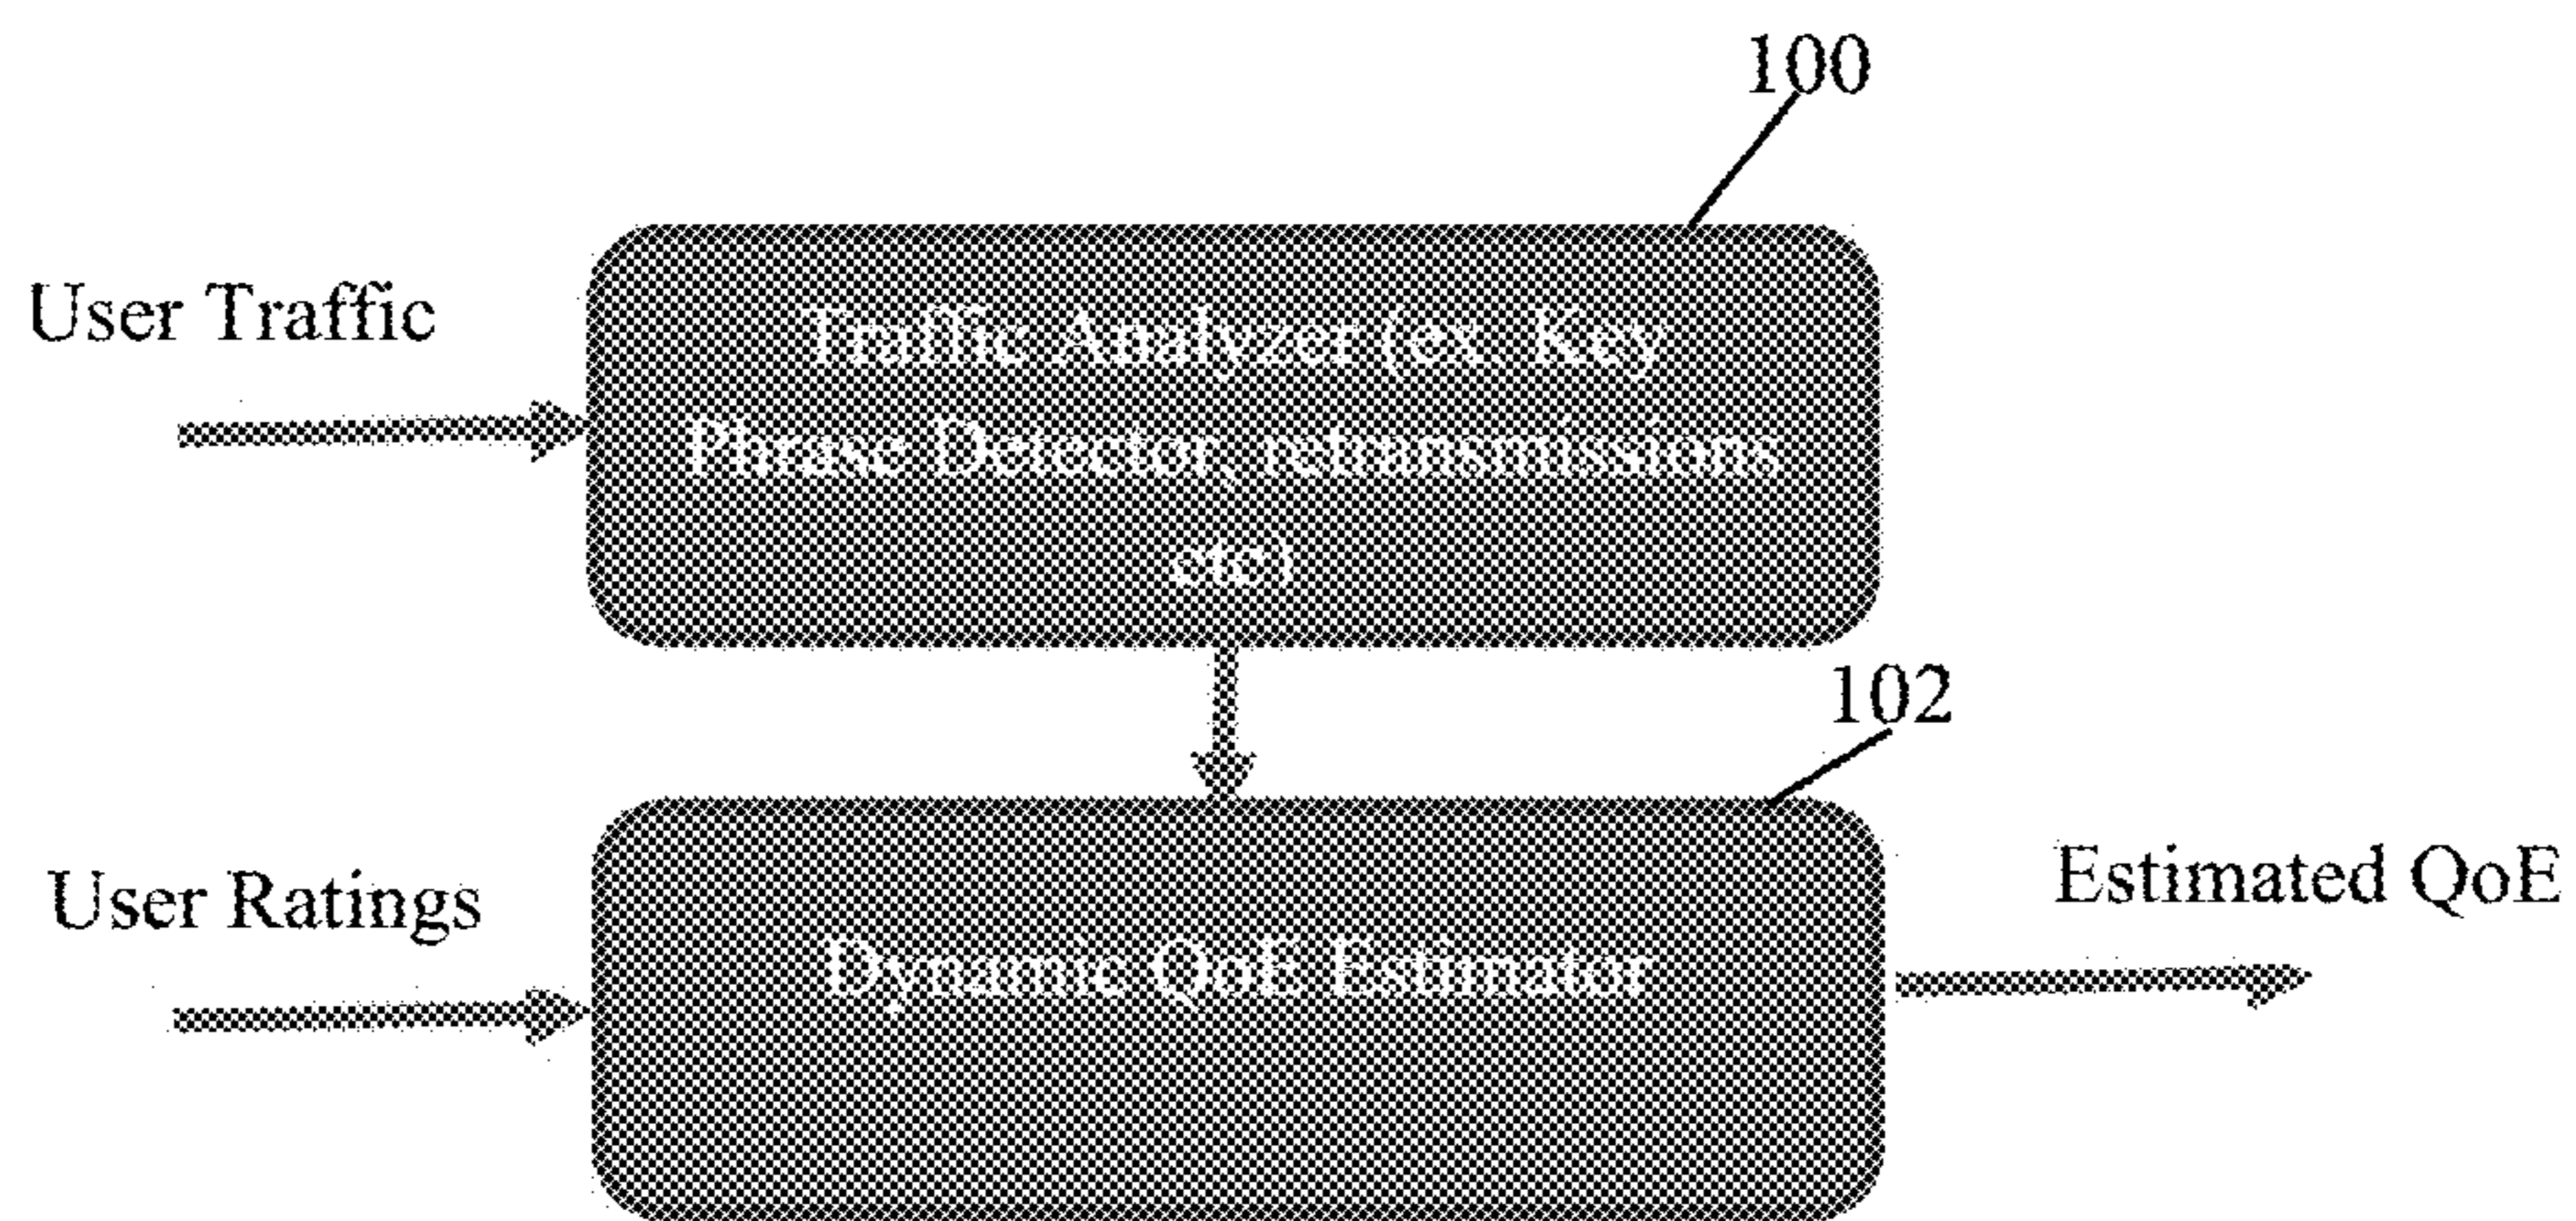 100
User Traffic
Traffic Analyzer (ex. Key
Phrase Detector, retransmissions
etc)
102
User Ratings
Dynamic QoE Estimator
Estimated QoE